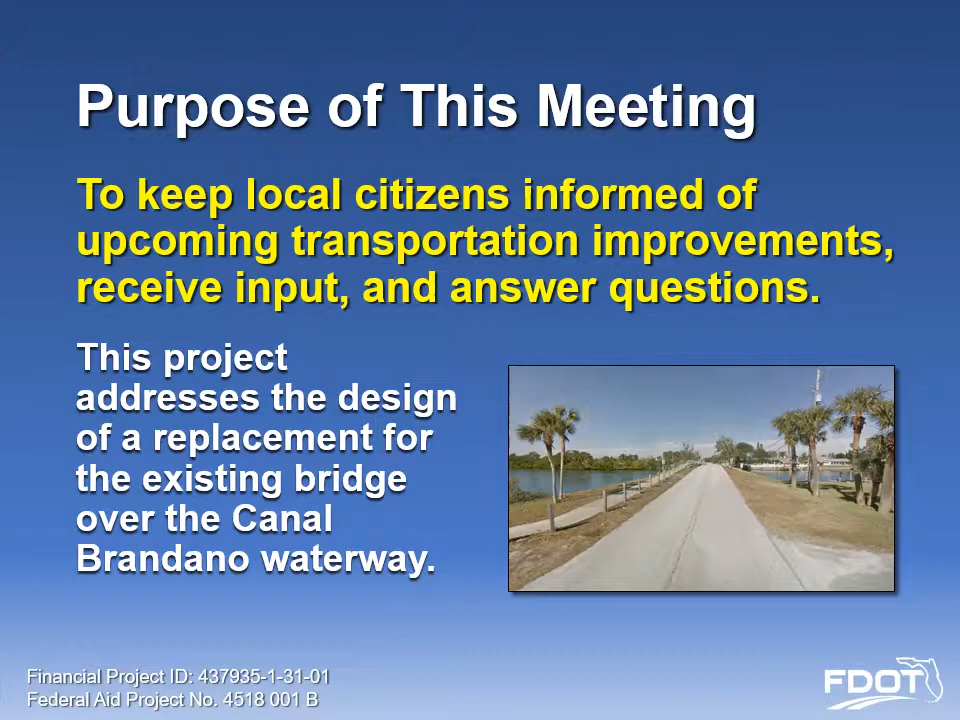 Purpose of This Meeting
To keep local citizens informed of
upcoming transportation improvements,
receive input, and answer questions.
This project
addresses the design
of a replacement for
the existing bridge
over the Canal
Brandano waterway.
Financial Project ID: 437935-1-31-01
Federal Aid Project No. 4518 001 B
FDOT